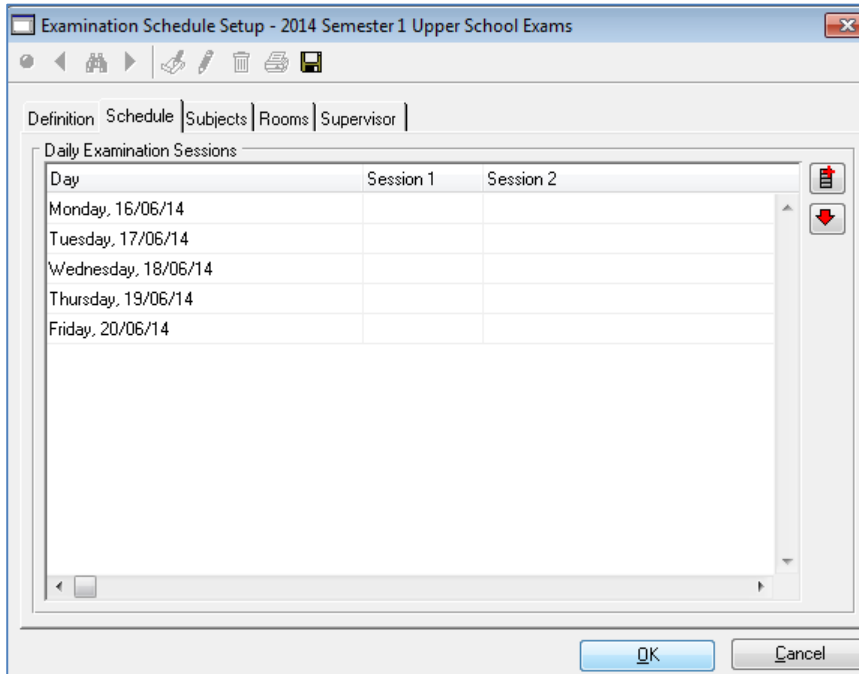 Examination Schedule Setup - 2014 Semester 1 Upper School Exams
Definition Schedule Subjects Rooms Supervisor
Daily Examination Sessions
Day Session 1 Session 2
Monday, 16/06/14
Tuesday, 17/06/14
Wednesday, 18/06/14
Thursday, 19/06/14
Friday, 20/06/14
OK Cancel